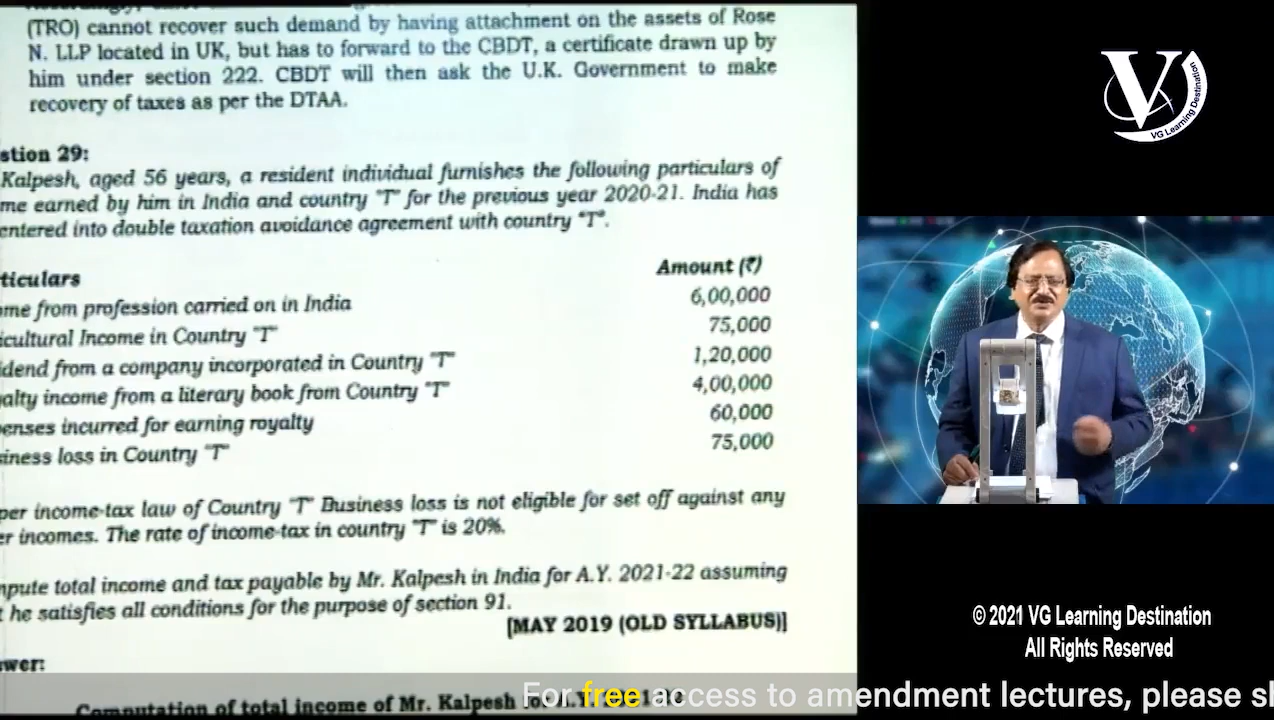 (TRO) cannot recover such demand by having attachment on the assets of Rose
N. LLP located in UK, but has to forward to the CBDT, a certificate drawn up by
him under section 222. CBDT will then ask the U.K. Government to make
recovery of taxes as per the DTAA.
stion 29:
Kalpesh, aged 56 years, a resident individual furnishes the following particulars of
me earned by him in India and country "T" for the previous year 2020-21. India has
entered into double taxation avoidance agreement with country "T".
ticulars Amount (₹)
me from profession carried on in India 6,00,000
icultural Income in Country "T" 75,000
idend from a company incorporated in Country "T" 1,20,000
alty income from a literary book from Country "T" 4,00,000
enses incurred for earning royalty 60,000
iness loss in Country "T" 75,000
per income-tax law of Country "T" Business loss is not eligible for set off against any
er incomes. The rate of income-tax in country "T" is 20%.
pute total income and tax payable by Mr. Kalpesh in India for A.Y. 2021-22 assuming
t he satisfies all conditions for the purpose of section 91.
[MAY 2019 (OLD SYLLABUS)]
wer:
Computation of total income of Mr. Kalpesh
For free access to amendment lectures, please sl
V
VG Learning Destination
© 2021 VG Learning Destination
All Rights Reserved